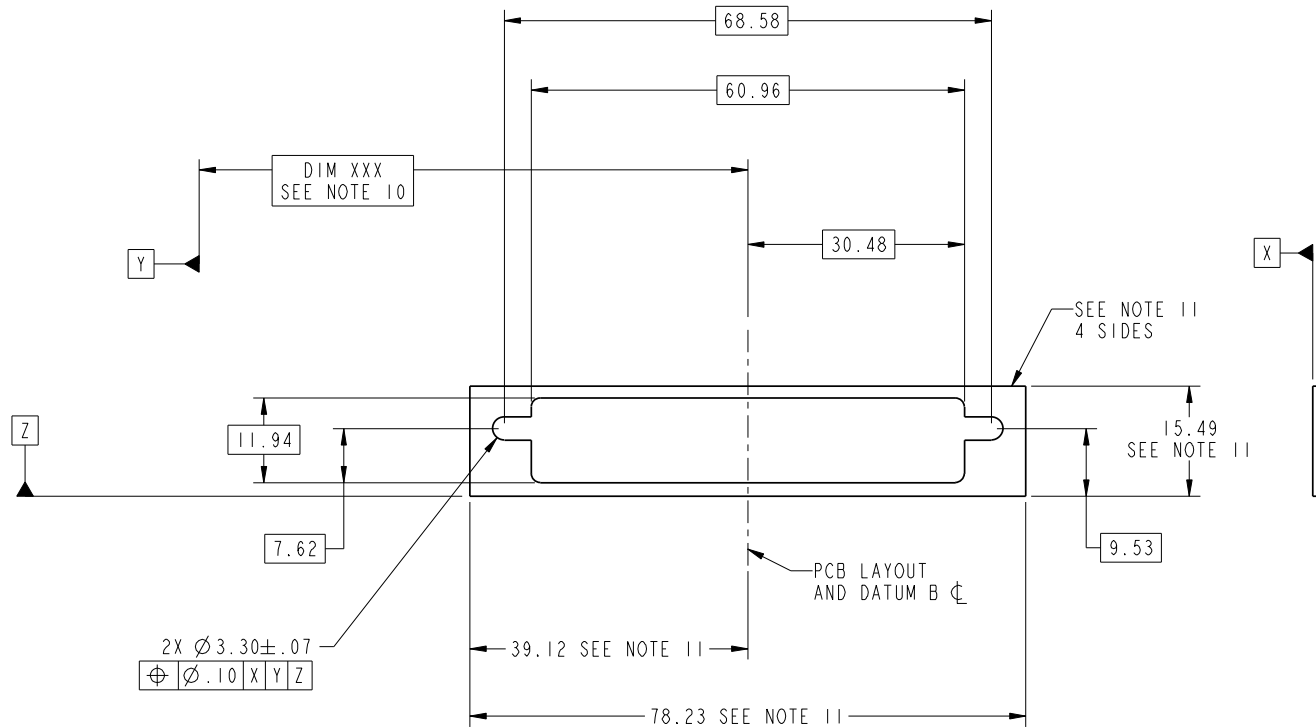 68.58
60.96
DIM XXX
SEE NOTE 10
30.48
Y
X
SEE NOTE 11
4 SIDES
Z
11.94
15.49
SEE NOTE 11
7.62
9.53
PCB LAYOUT
AND DATUM B ℄
2X ⌀3.30±.07
⌖ ⌀.10 X Y Z
39.12 SEE NOTE 11
78.23 SEE NOTE 11